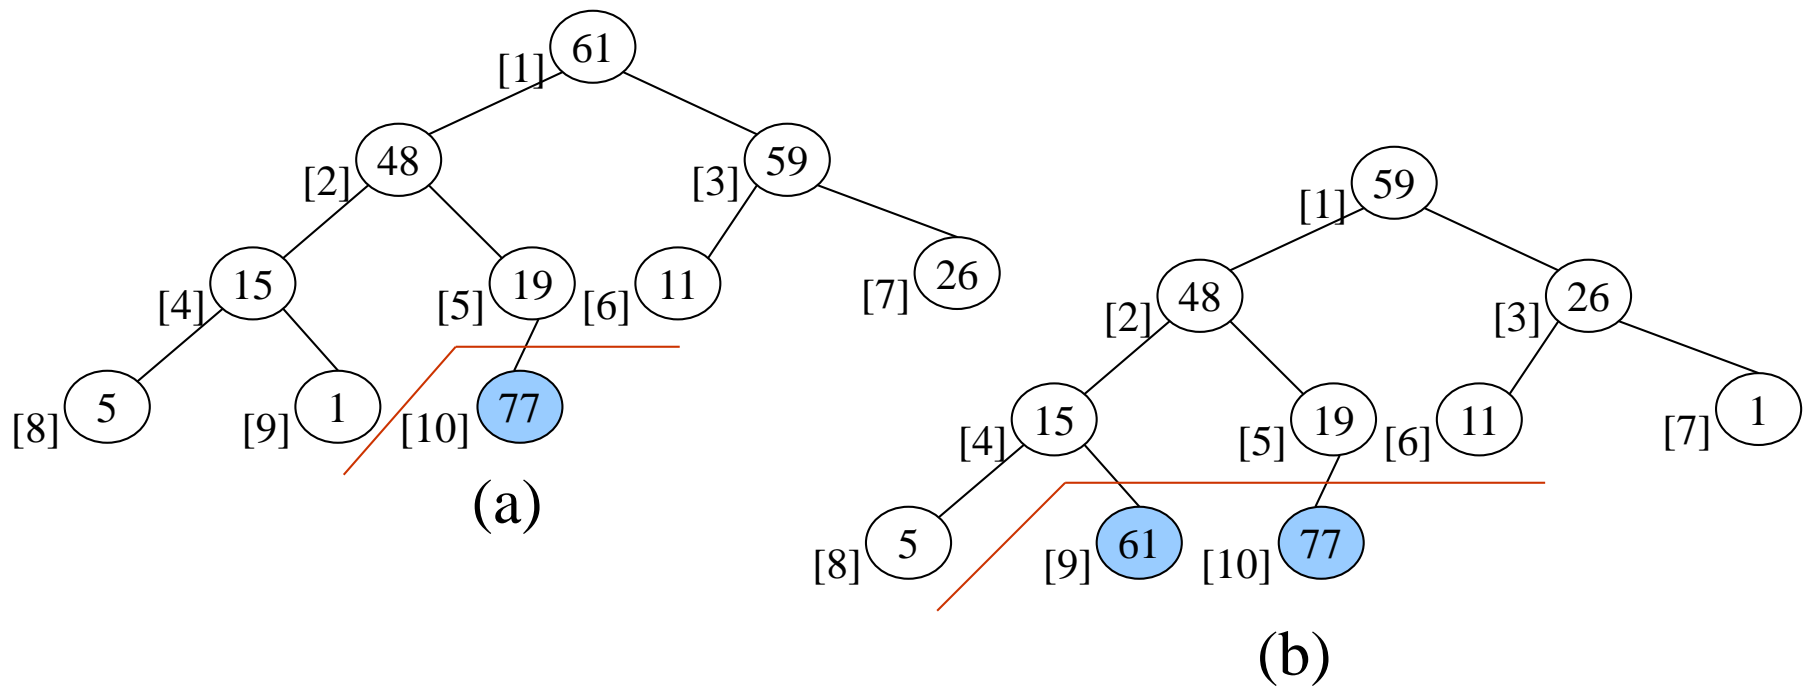 [1] 61
[2] 48 [3] 59
[4] 15 [5] 19 [6] 11 [7] 26
[8] 5 [9] 1 [10] 77
(a)
[1] 59
[2] 48 [3] 26
[4] 15 [5] 19 [6] 11 [7] 1
[8] 5 [9] 61 [10] 77
(b)